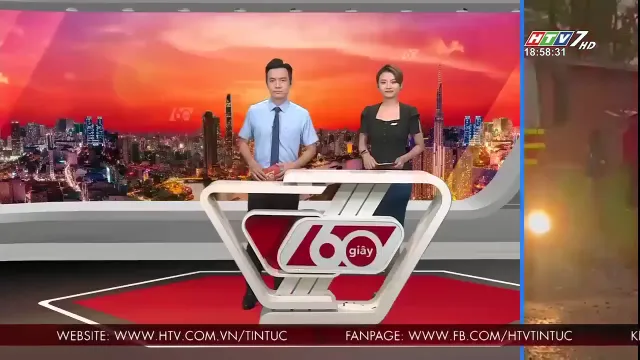 HTV7 HD
18:58:31
60
giây
WEBSITE: WWW.HTV.COM.VN/TINTUC FANPAGE: WWW.FB.COM/HTVTINTUC